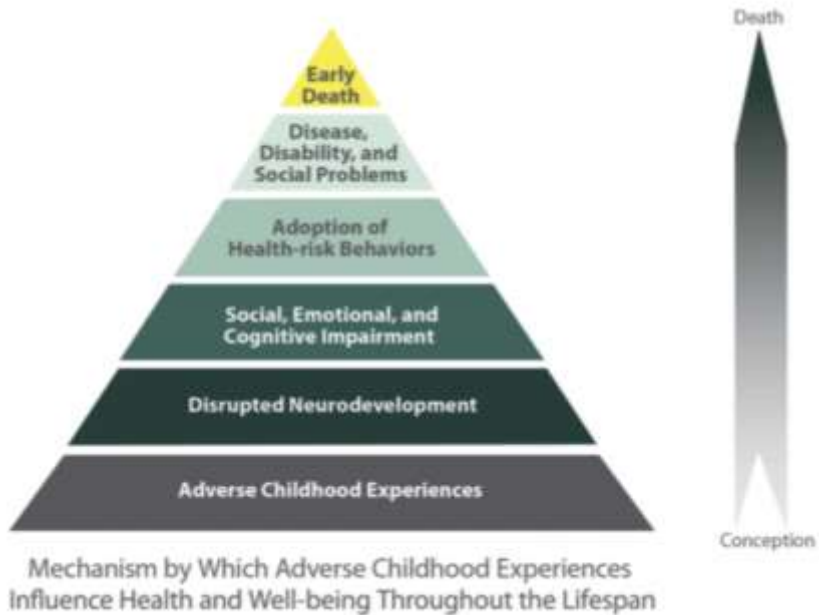 Death
Early
Death
Disease,
Disability, and
Social Problems
Adoption of
Health-risk Behaviors
Social, Emotional, and
Cognitive Impairment
Disrupted Neurodevelopment
Adverse Childhood Experiences
Conception
Mechanism by Which Adverse Childhood Experiences
Influence Health and Well-being Throughout the Lifespan